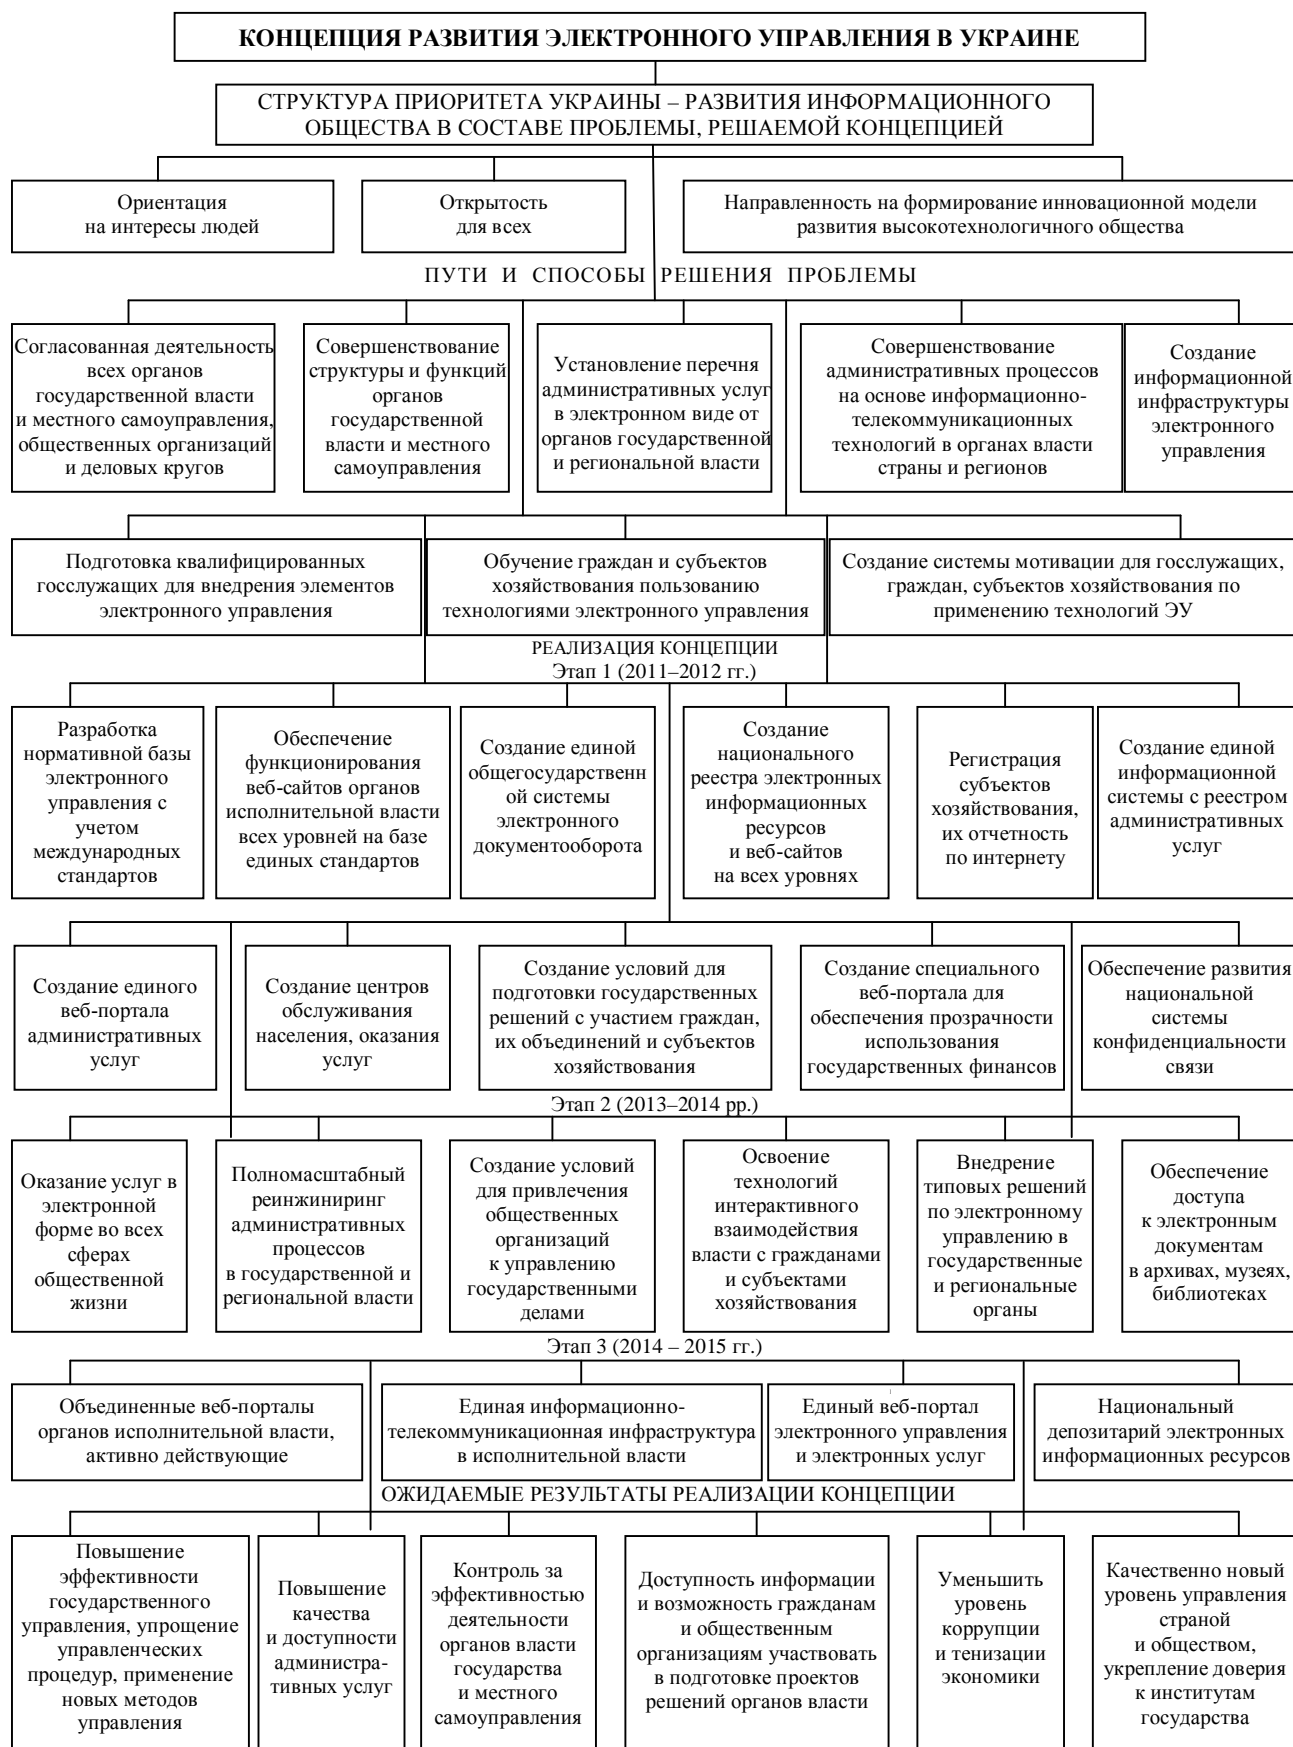 КОНЦЕПЦИЯ РАЗВИТИЯ ЭЛЕКТРОННОГО УПРАВЛЕНИЯ В УКРАИНЕ
СТРУКТУРА ПРИОРИТЕТА УКРАИНЫ – РАЗВИТИЯ ИНФОРМАЦИОННОГО
ОБЩЕСТВА В СОСТАВЕ ПРОБЛЕМЫ, РЕШАЕМОЙ КОНЦЕПЦИЕЙ
Ориентация
на интересы людей
Открытость
для всех
Направленность на формирование инновационной модели
развития высокотехнологичного общества
ПУТИ И СПОСОБЫ РЕШЕНИЯ ПРОБЛЕМЫ
Согласованная деятельность
всех органов
государственной власти
и местного самоуправления,
общественных организаций
и деловых кругов
Совершенствование
структуры и функций
органов
государственной
власти и местного
самоуправления
Установление перечня
административных услуг
в электронном виде от
органов государственной
и региональной власти
Совершенствование
административных процессов
на основе информационно-
телекоммуникационных
технологий в органах власти
страны и регионов
Создание
информационной
инфраструктуры
электронного
управления
Подготовка квалифицированных
госслужащих для внедрения элементов
электронного управления
Обучение граждан и субъектов
хозяйствования пользованию
технологиями электронного управления
Создание системы мотивации для госслужащих,
граждан, субъектов хозяйствования по
применению технологий ЭУ
РЕАЛИЗАЦИЯ КОНЦЕПЦИИ
Этап 1 (2011–2012 гг.)
Разработка
нормативной базы
электронного
управления с
учетом
международных
стандартов
Обеспечение
функционирования
веб-сайтов органов
исполнительной власти
всех уровней на базе
единых стандартов
Создание единой
общегосударственн
ой системы
электронного
документооборота
Создание
национального
реестра электронных
информационных
ресурсов
и веб-сайтов
на всех уровнях
Регистрация
субъектов
хозяйствования,
их отчетность
по интернету
Создание единой
информационной
системы с реестром
административных
услуг
Создание единого
веб-портала
административных
услуг
Создание центров
обслуживания
населения, оказания
услуг
Создание условий для
подготовки государственных
решений с участием граждан,
их объединений и субъектов
хозяйствования
Создание специального
веб-портала для
обеспечения прозрачности
использования
государственных финансов
Обеспечение развития
национальной
системы
конфиденциальности
связи
Этап 2 (2013–2014 рр.)
Оказание услуг в
электронной
форме во всех
сферах
общественной
жизни
Полномасштабный
реинжиниринг
административных
процессов
в государственной и
региональной власти
Создание условий
для привлечения
общественных
организаций
к управлению
государственными
делами
Освоение
технологий
интерактивного
взаимодействия
власти с гражданами
и субъектами
хозяйствования
Внедрение
типовых решений
по электронному
управлению в
государственные
и региональные
органы
Обеспечение
доступа
к электронным
документам
в архивах, музеях,
библиотеках
Этап 3 (2014 – 2015 гг.)
Объединенные веб-порталы
органов исполнительной власти,
активно действующие
Единая информационно-
телекоммуникационная инфраструктура
в исполнительной власти
Единый веб-портал
электронного управления
и электронных услуг
Национальный
депозитарий электронных
информационных ресурсов
ОЖИДАЕМЫЕ РЕЗУЛЬТАТЫ РЕАЛИЗАЦИИ КОНЦЕПЦИИ
Повышение
эффективности
государственного
управления, упрощение
управленческих
процедур, применение
новых методов
управления
Повышение
качества
и доступности
администра-
тивных услуг
Контроль за
эффективностью
деятельности
органов власти
государства
и местного
самоуправления
Доступность информации
и возможность гражданам
и общественным
организациям участвовать
в подготовке проектов
решений органов власти
Уменьшить
уровень
коррупции
и тенизации
экономики
Качественно новый
уровень управления
страной
и обществом,
укрепление доверия
к институтам
государства